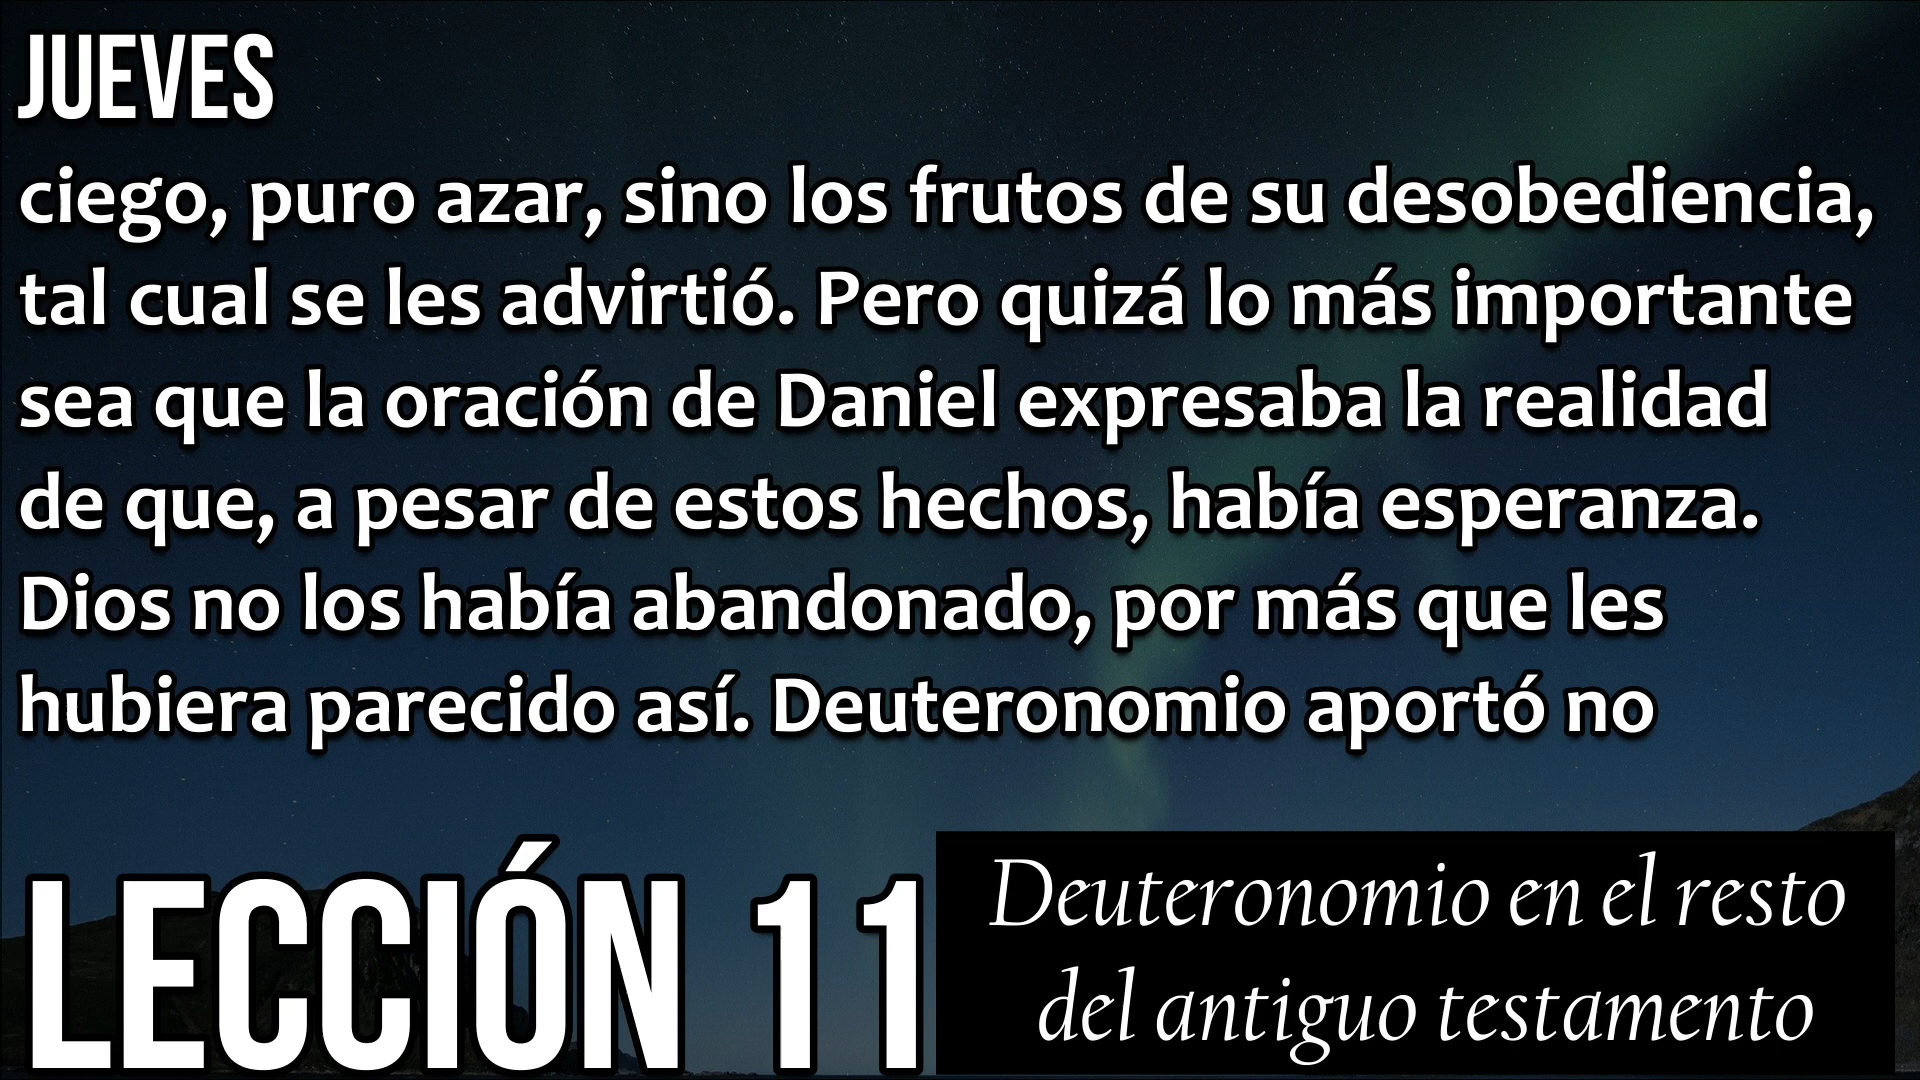 JUEVES
ciego, puro azar, sino los frutos de su desobediencia,
tal cual se les advirtió. Pero quizá lo más importante
sea que la oración de Daniel expresaba la realidad
de que, a pesar de estos hechos, había esperanza.
Dios no los había abandonado, por más que les
hubiera parecido así. Deuteronomio aportó no
LECCIÓN 11
Deuteronomio en el resto
del antiguo testamento